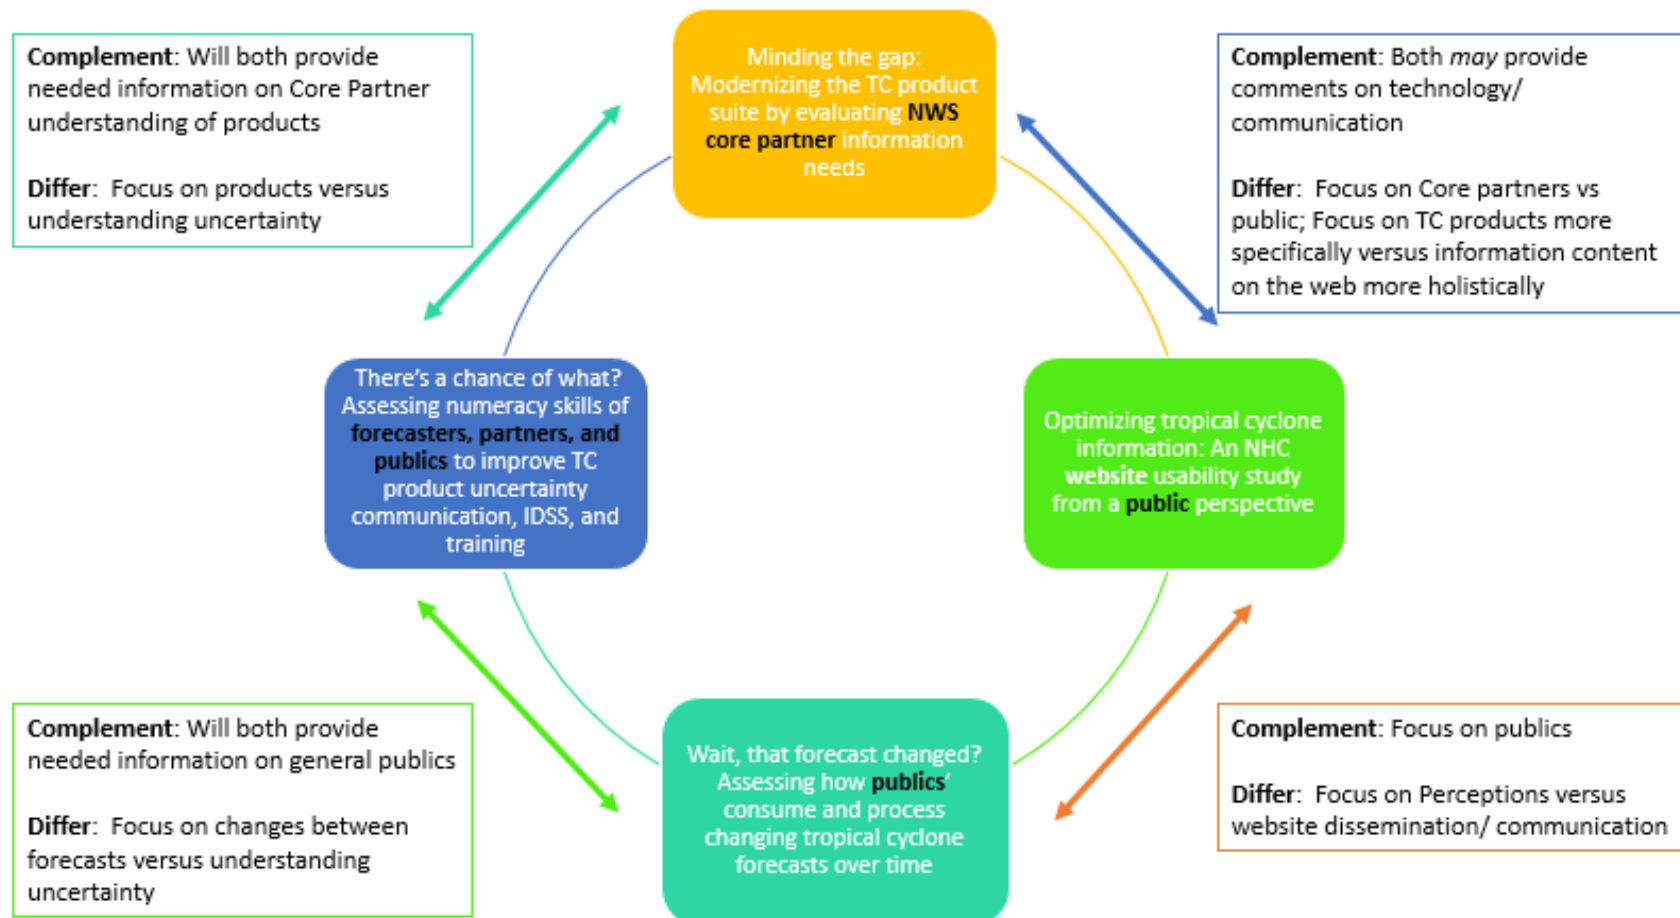 Complement: Will both provide
needed information on Core Partner
understanding of products
Differ:  Focus on products versus
understanding uncertainty
Minding the gap:
Modernizing the TC product
suite by evaluating NWS
core partner information
needs
Complement: Both may provide
comments on technology/
communication
Differ:  Focus on Core partners vs
public; Focus on TC products more
specifically versus information content
on the web more holistically
There's a chance of what?
Assessing numeracy skills of
forecasters, partners, and
publics to improve TC
product uncertainty
communication, IDSS, and
training
Optimizing tropical cyclone
information: An NHC
website usability study
from a public perspective
Complement: Will both provide
needed information on general publics
Differ:  Focus on changes between
forecasts versus understanding
uncertainty
Wait, that forecast changed?
Assessing how publics'
consume and process
changing tropical cyclone
forecasts over time
Complement: Focus on publics
Differ:  Focus on Perceptions versus
website dissemination/ communication